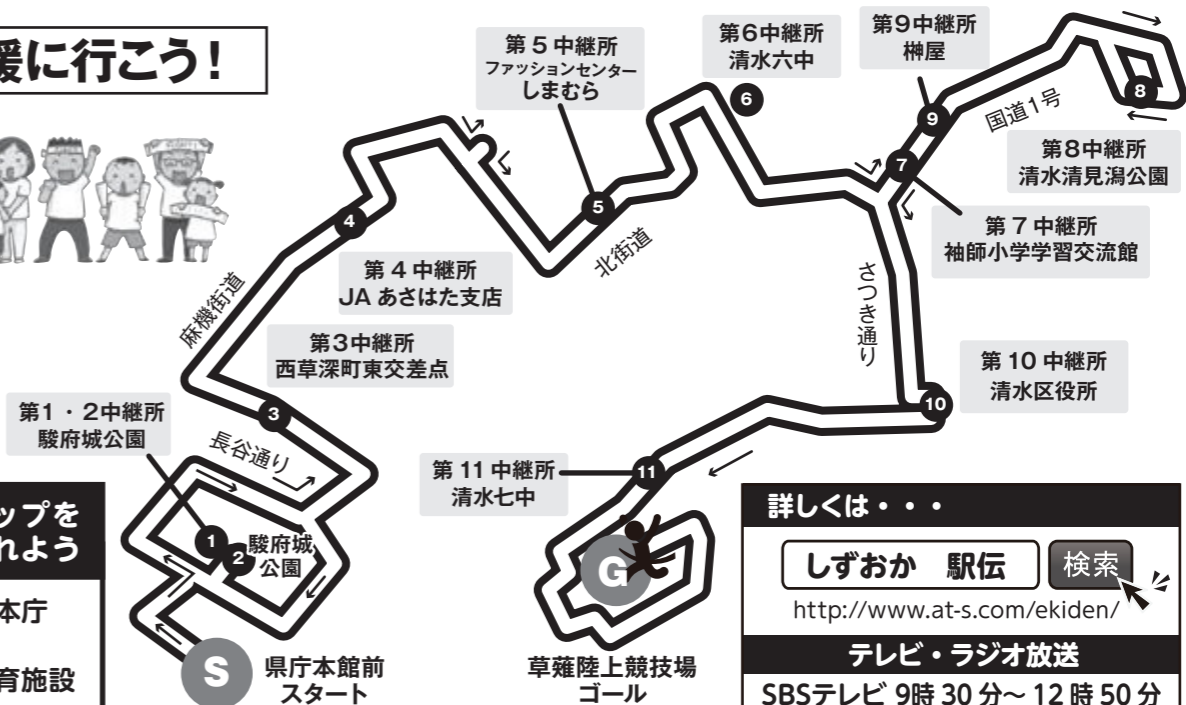 援に行こう！
第5中継所
ファッションセンター
しまむら
第6中継所
清水六中
第9中継所
榊屋
6
5
4
9
7
8
国道1号
第8中継所
清水清見潟公園
第7中継所
袖師小学学習交流館
北街道
第4中継所
JA あさはた支店
麻機街道
第3中継所
西草深町東交差点
さつき通り
第10中継所
清水区役所
10
第1・2中継所
駿府城公園
3
長谷通り
第11中継所
清水七中
11
1
2
駿府城
公園
G
S
県庁本館前
スタート
草薙陸上競技場
ゴール
ップを
れよう
本庁
育施設
詳しくは・・・
しずおか 駅伝 検索
http://www.at-s.com/ekiden/
テレビ・ラジオ放送
SBSテレビ 9時30分～12時50分